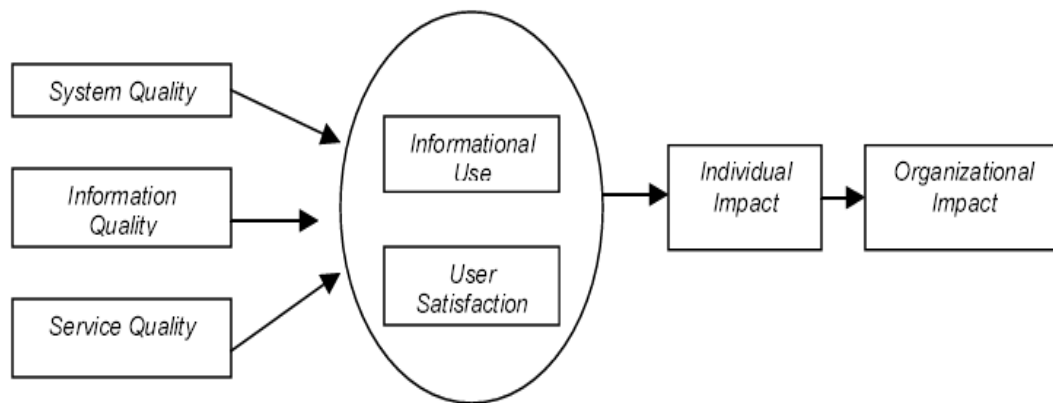 System Quality
Information
Quality
Service Quality
Informational
Use
User
Satisfaction
Individual
Impact
Organizational
Impact